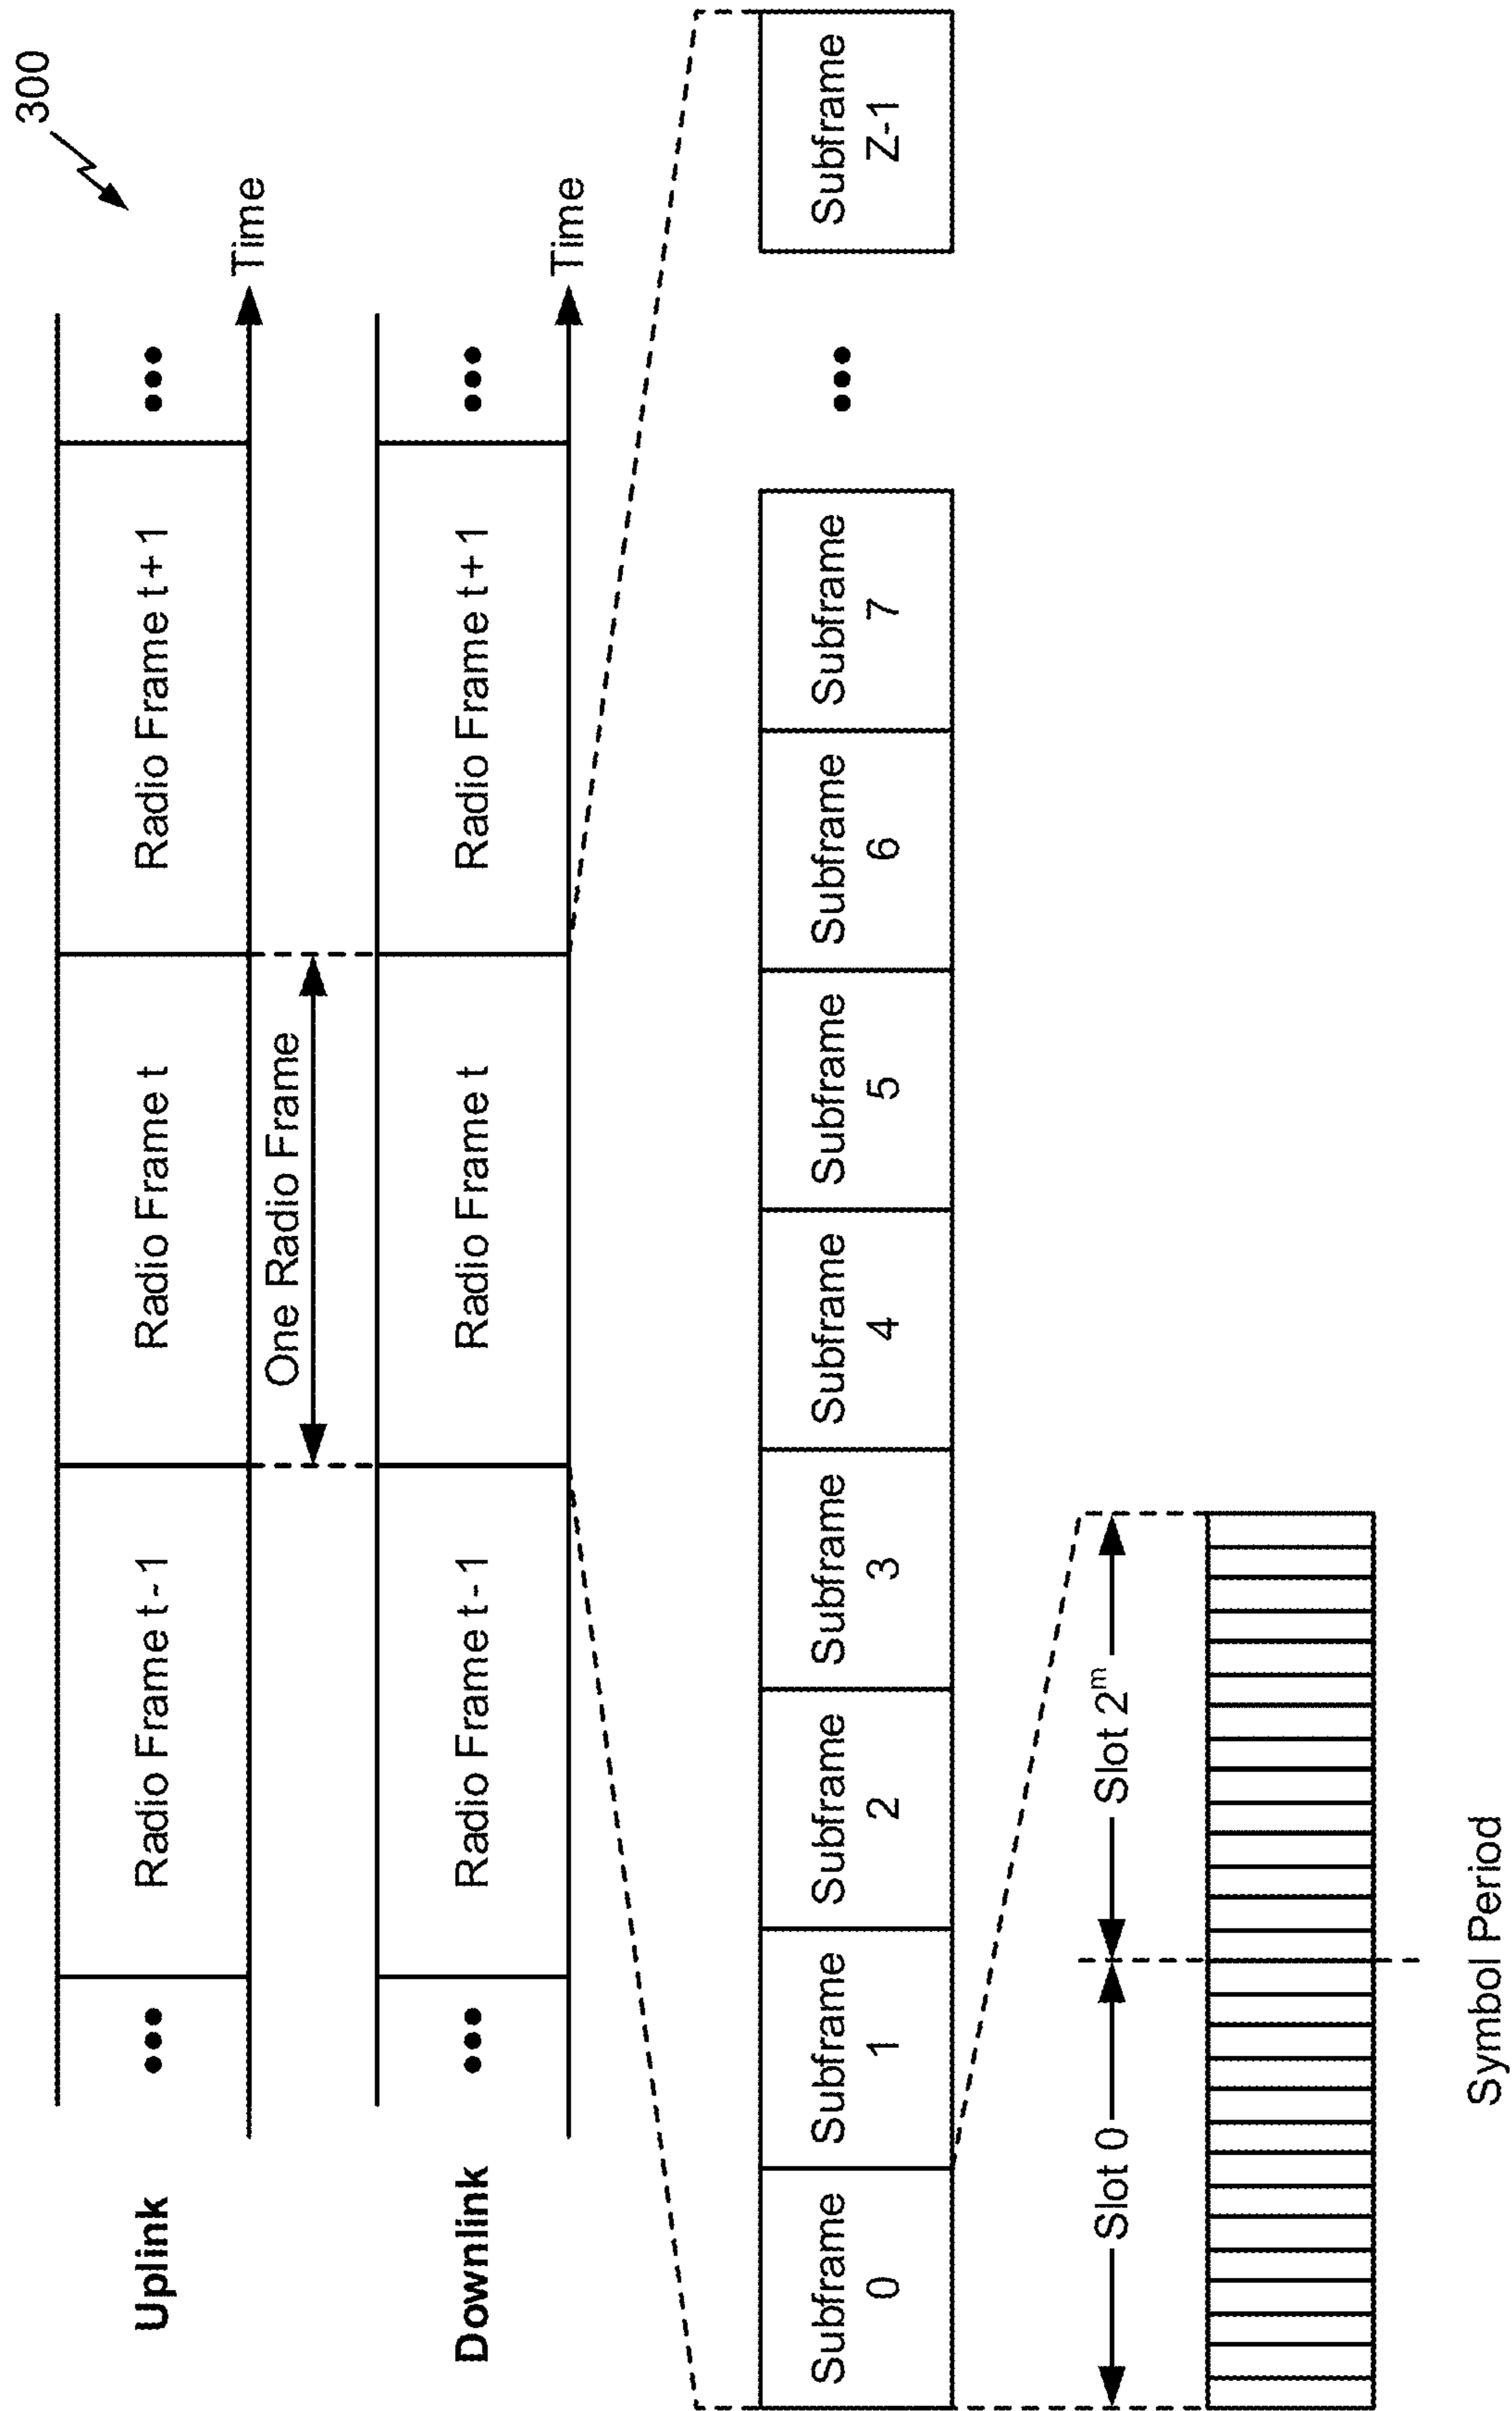 300
Uplink
••• Radio Frame t-1 Radio Frame t Radio Frame t+1 •••
Time
One Radio Frame
Downlink
••• Radio Frame t-1 Radio Frame t Radio Frame t+1 •••
Time
Subframe 0
Subframe 1
Subframe 2
Subframe 3
Subframe 4
Subframe 5
Subframe 6
Subframe 7
•••
Subframe Z-1
Slot 0
Slot 2ᵐ
Symbol Period